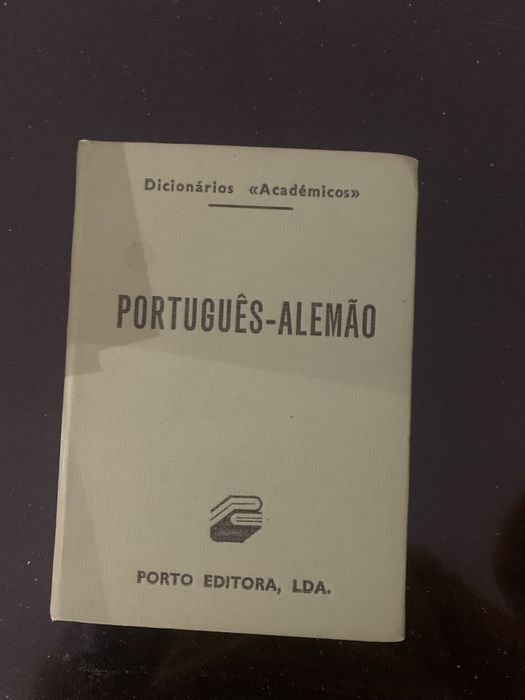 Dicionários «Académicos»
PORTUGUÊS-ALEMÃO
PORTO EDITORA, LDA.